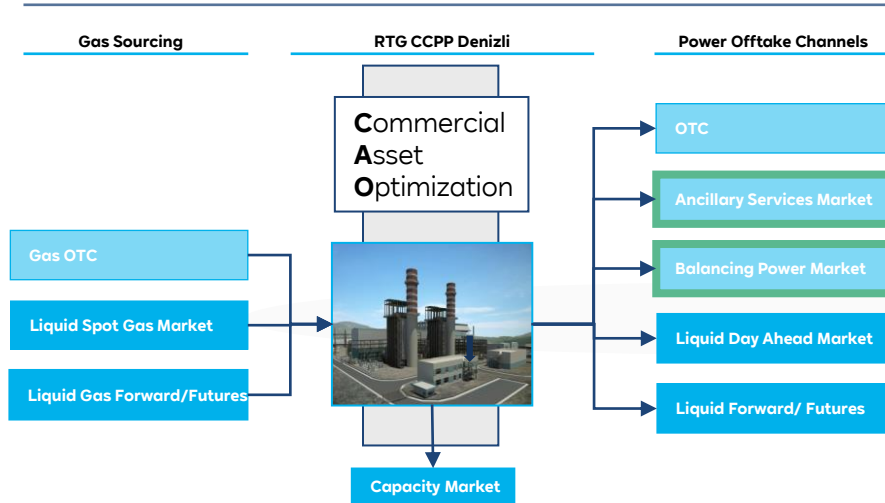 Gas Sourcing
RTG CCPP Denizli
Power Offtake Channels
Commercial
Asset
Optimization
OTC
Ancillary Services Market
Gas OTC
Balancing Power Market
Liquid Spot Gas Market
Liquid Day Ahead Market
Liquid Gas Forward/Futures
Liquid Forward/ Futures
Capacity Market